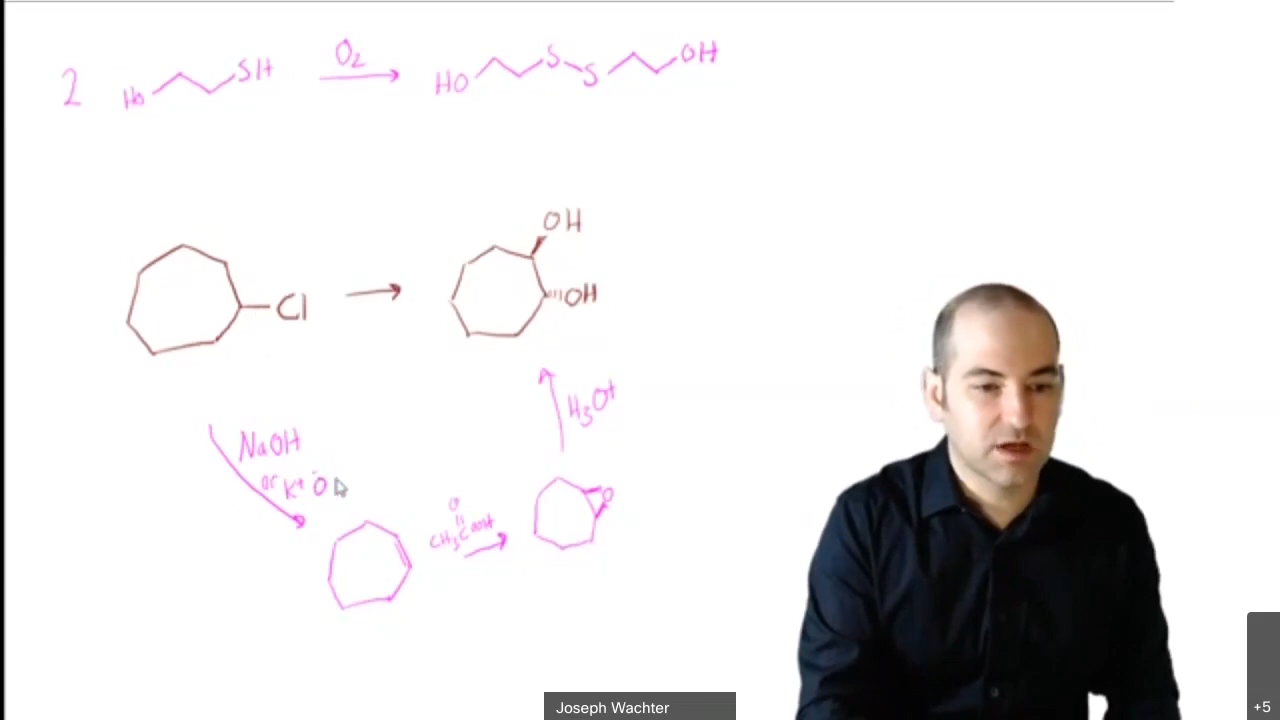 2 HO SH O2 HO S S OH
OH
Cl OH
H3O+
NaOH
or K+ O
O
O
CH3COOH
Joseph Wachter
+5